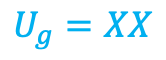 U_g = XX